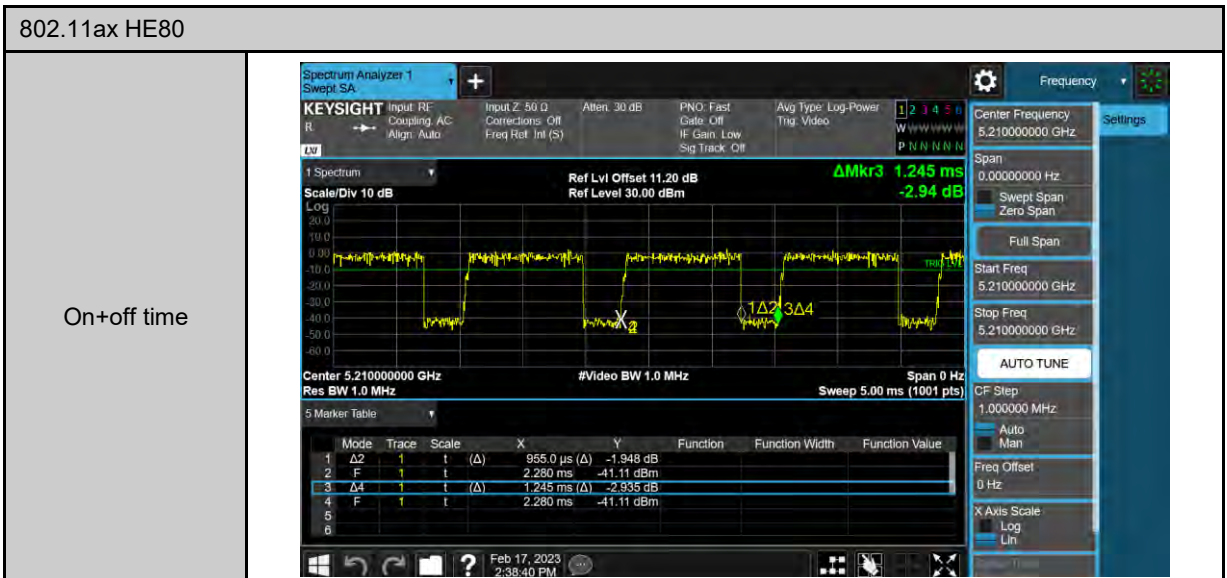 802.11ax HE80
On+off time
Spectrum Analyzer 1
Swept SA
+
Frequency
KEYSIGHT
R
LXI
Input: RF
Coupling: AC
Align: Auto
Input Z: 50 Ω
Corrections: Off
Freq Ref: Int (S)
Atten: 30 dB
PNO: Fast
Gate: Off
IF Gain: Low
Sig Track: Off
Avg Type: Log-Power
Trig: Video
1 2 3 4 5 6
W W W W W W
P N N N N N
Settings
Center Frequency
5.210000000 GHz
Span
0.00000000 Hz
Swept Span
Zero Span
Full Span
Start Freq
5.210000000 GHz
Stop Freq
5.210000000 GHz
AUTO TUNE
CF Step
1.000000 MHz
Auto
Man
Freq Offset
0 Hz
X Axis Scale
Log
Lin
1 Spectrum
Ref Lvl Offset 11.20 dB
ΔMkr3 1.245 ms
Scale/Div 10 dB
Ref Level 30.00 dBm
-2.94 dB
Log
20.0
10.0
0.00
-10.0
-20.0
-30.0
-40.0
-50.0
-60.0
TRIG LVL
1Δ2
3Δ4
Center 5.210000000 GHz
#Video BW 1.0 MHz
Span 0 Hz
Res BW 1.0 MHz
Sweep 5.00 ms (1001 pts)
5 Marker Table
Mode Trace Scale X Y Function Function Width Function Value
1 Δ2 1 t (Δ) 955.0 µs (Δ) -1.948 dB
2 F 1 t 2.280 ms -41.11 dBm
3 Δ4 1 t (Δ) 1.245 ms (Δ) -2.935 dB
4 F 1 t 2.280 ms -41.11 dBm
5
6
?
Feb 17, 2023
2:38:40 PM